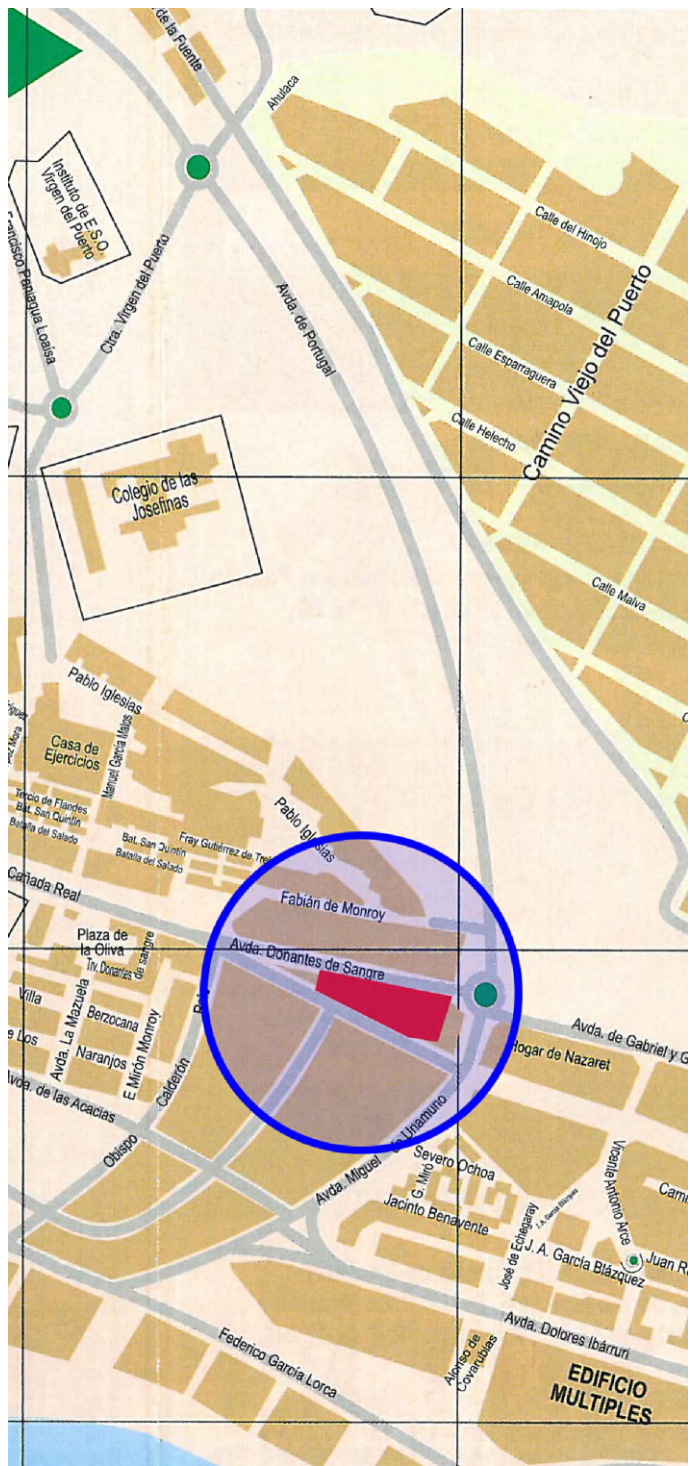 de la Fuente
Ahulaca
Instituto de E.S.O.
Virgen del Puerto
Calle del Hinojo
Francisco Paniagua Loaisa
Ctra. Virgen del Puerto
Avda. de Portugal
Calle Amapola
Camino Viejo del Puerto
Calle Esparraguera
Calle Helecho
Colegio de las
Josefinas
Calle Malva
Pablo Iglesias
Manuel García Matos
Casa de
Ejercicios
Tercio de Flandes
Bat. San Quintín
Batalla del Salado
Pablo Iglesias
Bat. San Quintín
Batalla del Salado
Fray Gutiérrez de
Cañada Real
Fabián de Monroy
Plaza de
la Oliva
Trv. Donantes de sangre
Avda. Donantes de Sangre
Villa
Avda. La Mazuela
Berzocana
E Mirón Monroy
Naranjos
e Los
Avda. de Gabriel y G
Hogar de Nazaret
Avda. de las Acacias
Obispo Calderón
Avda. Miguel de Unamuno
Severo Ochoa
G. Miró
Jacinto Benavente
Vicente Antonio Arce
José de Echegaray
J. A. García Blázquez
J. A. García Blázquez
Juan R
Avda. Dolores Ibárruri
Federico García Lorca
Alonso de
Covarubias
EDIFICIO
MULTIPLES